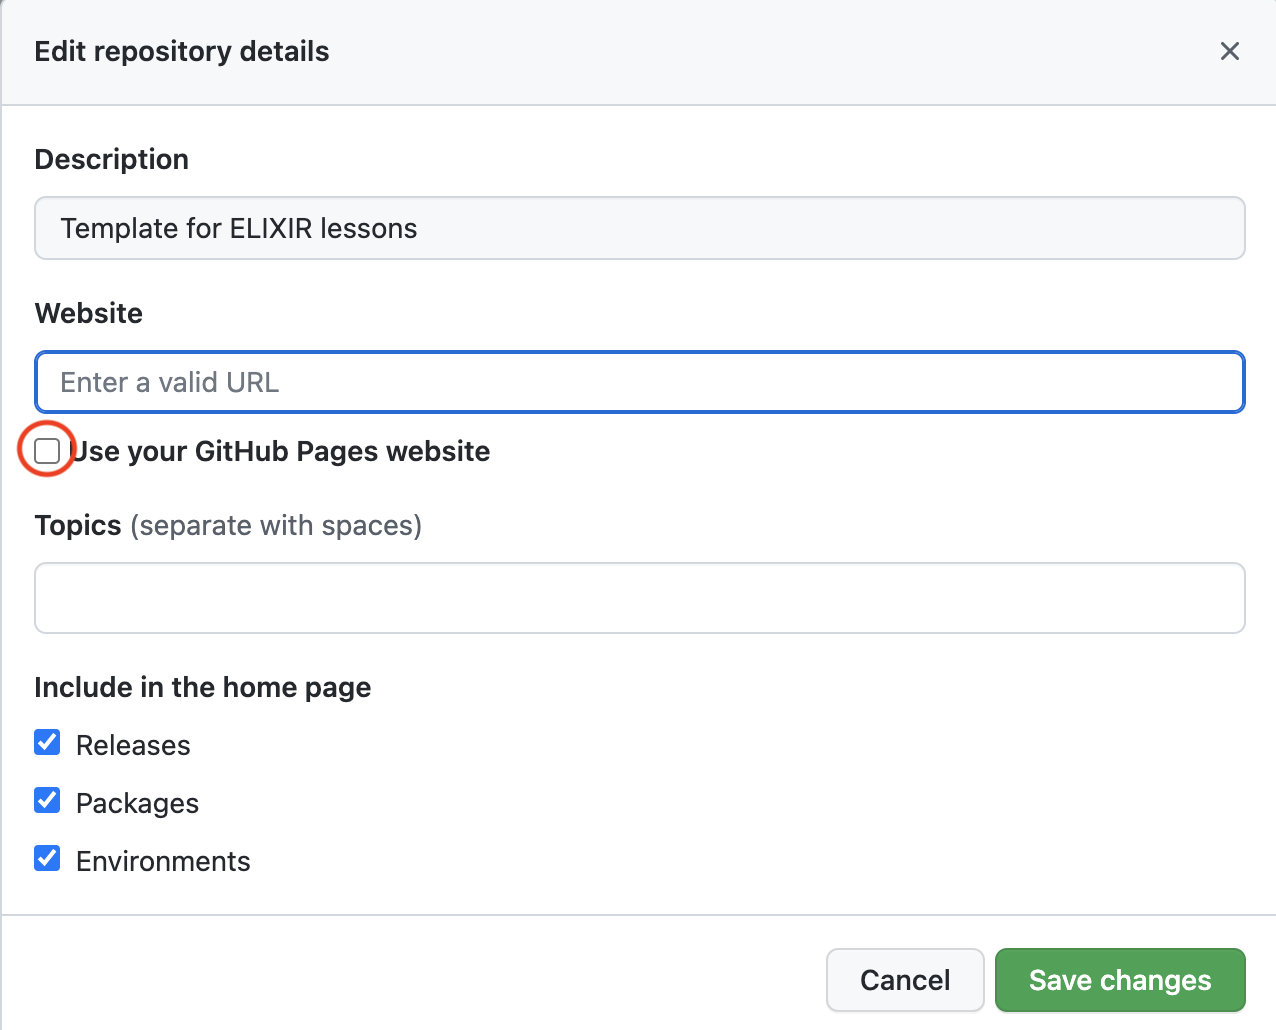 Edit repository details
Description
Template for ELIXIR lessons
Website
Enter a valid URL
Use your GitHub Pages website
Topics (separate with spaces)
Include in the home page
Releases
Packages
Environments
Cancel
Save changes